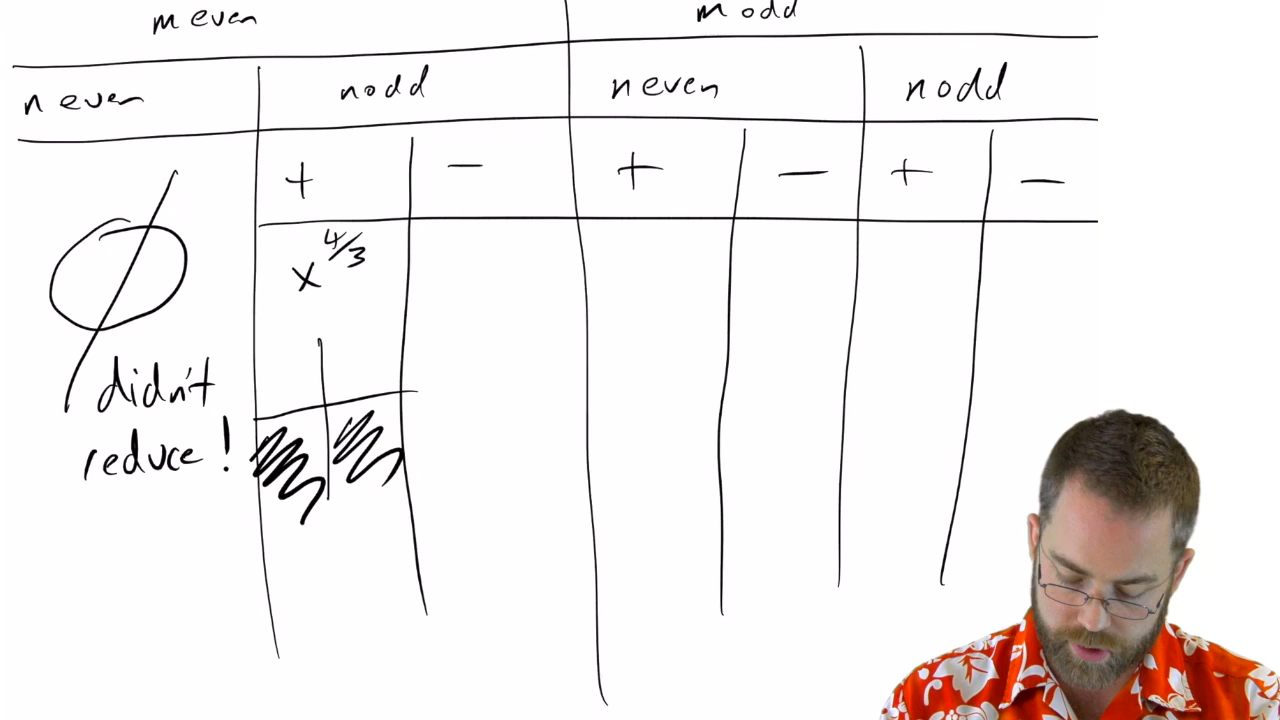 m even m odd
n even n odd n even n odd
+ − + − + −
x^{4/3}
∅
didn't
reduce!